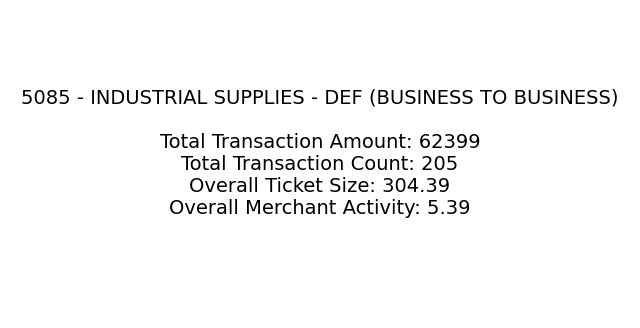 5085 - INDUSTRIAL SUPPLIES - DEF (BUSINESS TO BUSINESS)
Total Transaction Amount: 62399
Total Transaction Count: 205
Overall Ticket Size: 304.39
Overall Merchant Activity: 5.39